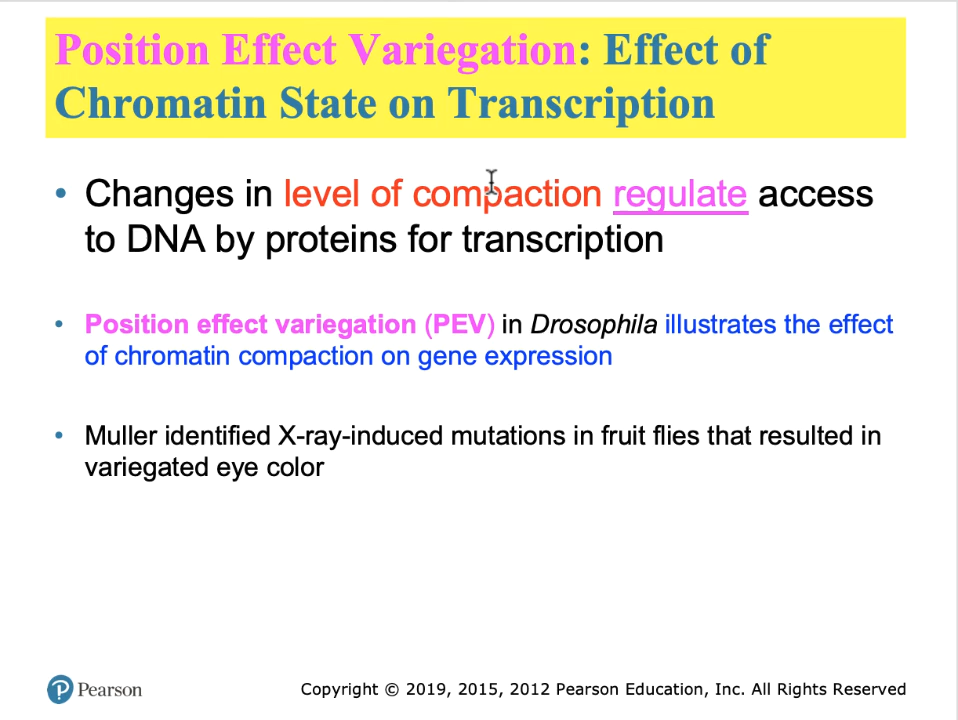 Position Effect Variegation: Effect of
Chromatin State on Transcription
• Changes in level of compaction regulate access
to DNA by proteins for transcription
• Position effect variegation (PEV) in Drosophila illustrates the effect
of chromatin compaction on gene expression
• Muller identified X-ray-induced mutations in fruit flies that resulted in
variegated eye color
Pearson
Copyright © 2019, 2015, 2012 Pearson Education, Inc. All Rights Reserved